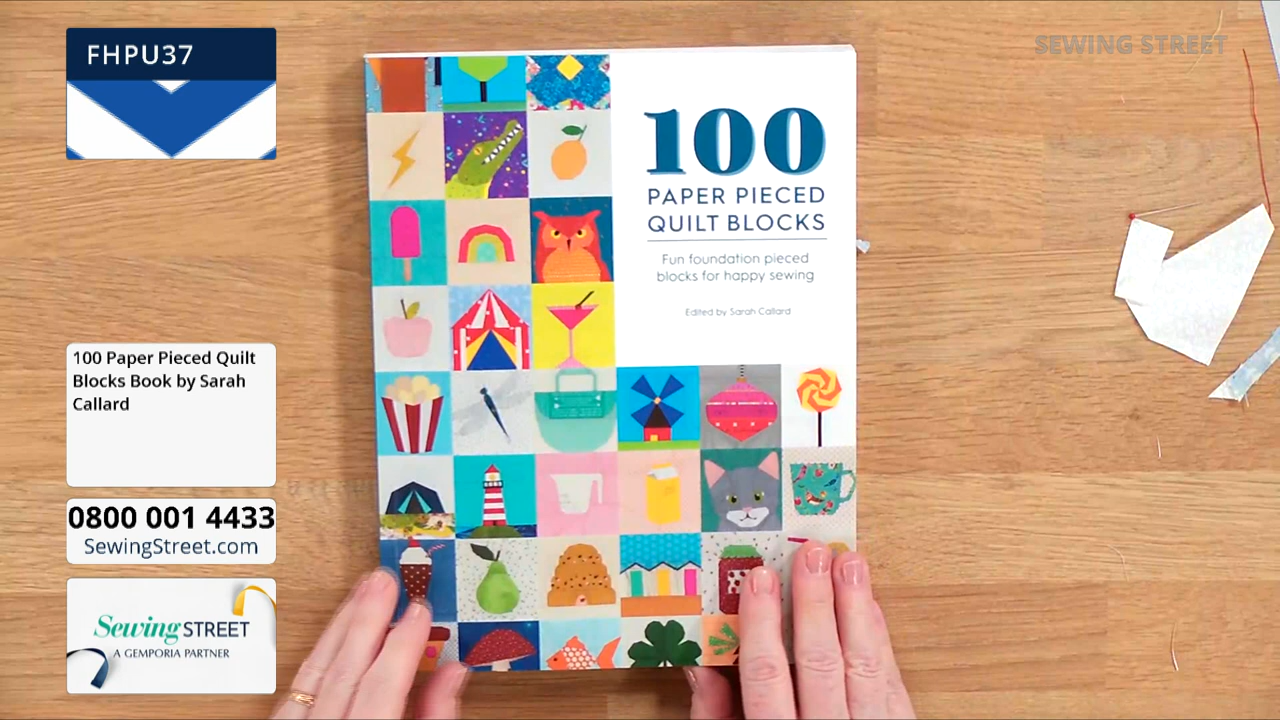 FHPU37
SEWING STREET
100
PAPER PIECED
QUILT BLOCKS
Fun foundation pieced
blocks for happy sewing
Edited by Sarah Callard
100 Paper Pieced Quilt
Blocks Book by Sarah
Callard
0800 001 4433
SewingStreet.com
Sewing STREET
A GEMPORIA PARTNER